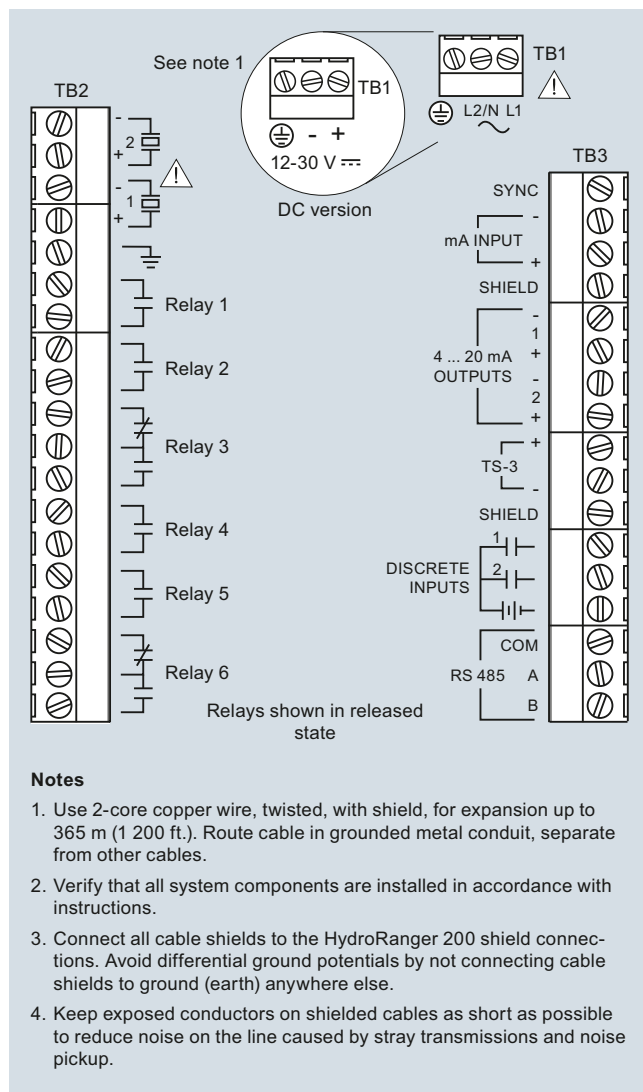 See note 1
TB1
12-30 V
- +
DC version
TB1
L2/N L1
TB2
-
2
+
-
1
+
Relay 1
Relay 2
Relay 3
Relay 4
Relay 5
Relay 6
Relays shown in released
state
TB3
SYNC
-
mA INPUT
+
SHIELD
-
1
+
4 ... 20 mA
OUTPUTS
-
2
+
+
TS-3
-
SHIELD
1
DISCRETE
INPUTS
2
COM
RS 485 A
B
Notes
1. Use 2-core copper wire, twisted, with shield, for expansion up to
365 m (1 200 ft.). Route cable in grounded metal conduit, separate
from other cables.
2. Verify that all system components are installed in accordance with
instructions.
3. Connect all cable shields to the HydroRanger 200 shield connec-
tions. Avoid differential ground potentials by not connecting cable
shields to ground (earth) anywhere else.
4. Keep exposed conductors on shielded cables as short as possible
to reduce noise on the line caused by stray transmissions and noise
pickup.